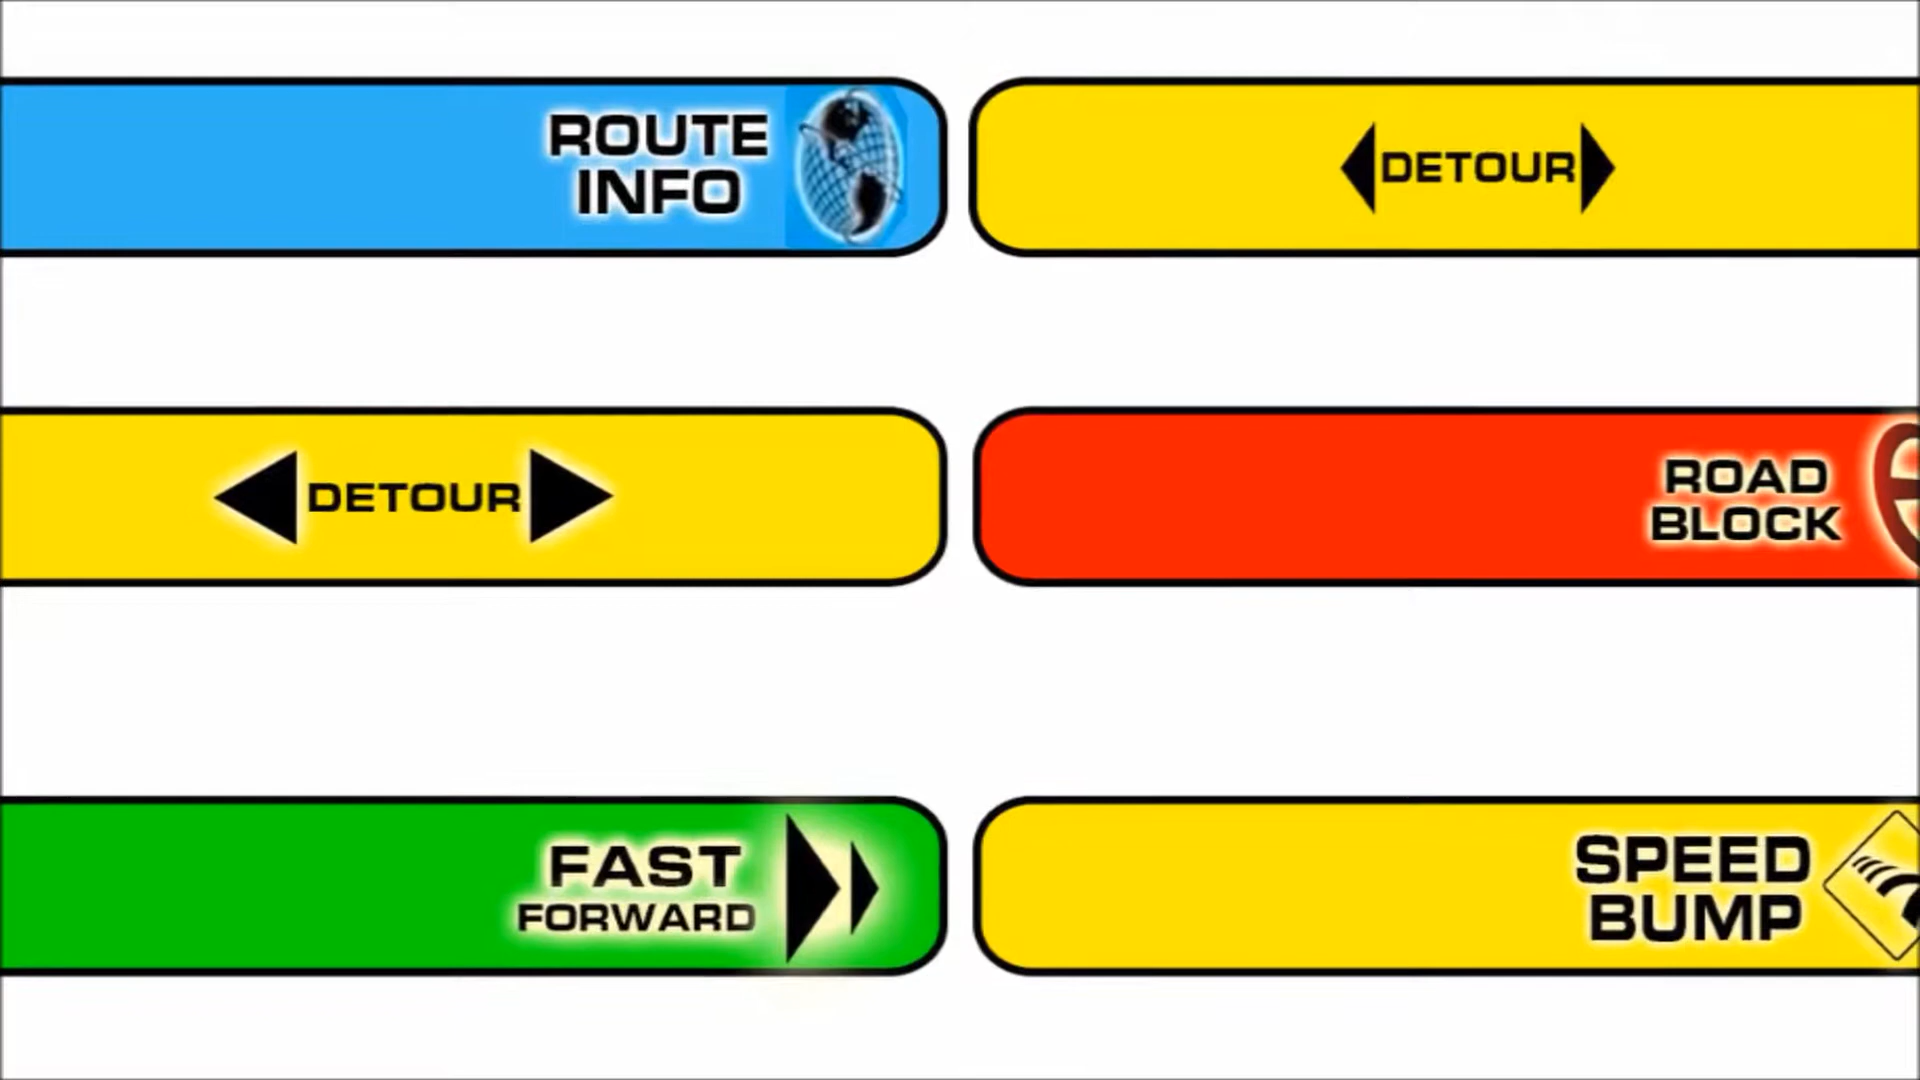 ROUTE
INFO
DETOUR
DETOUR
ROAD
BLOCK
FAST
FORWARD
SPEED
BUMP